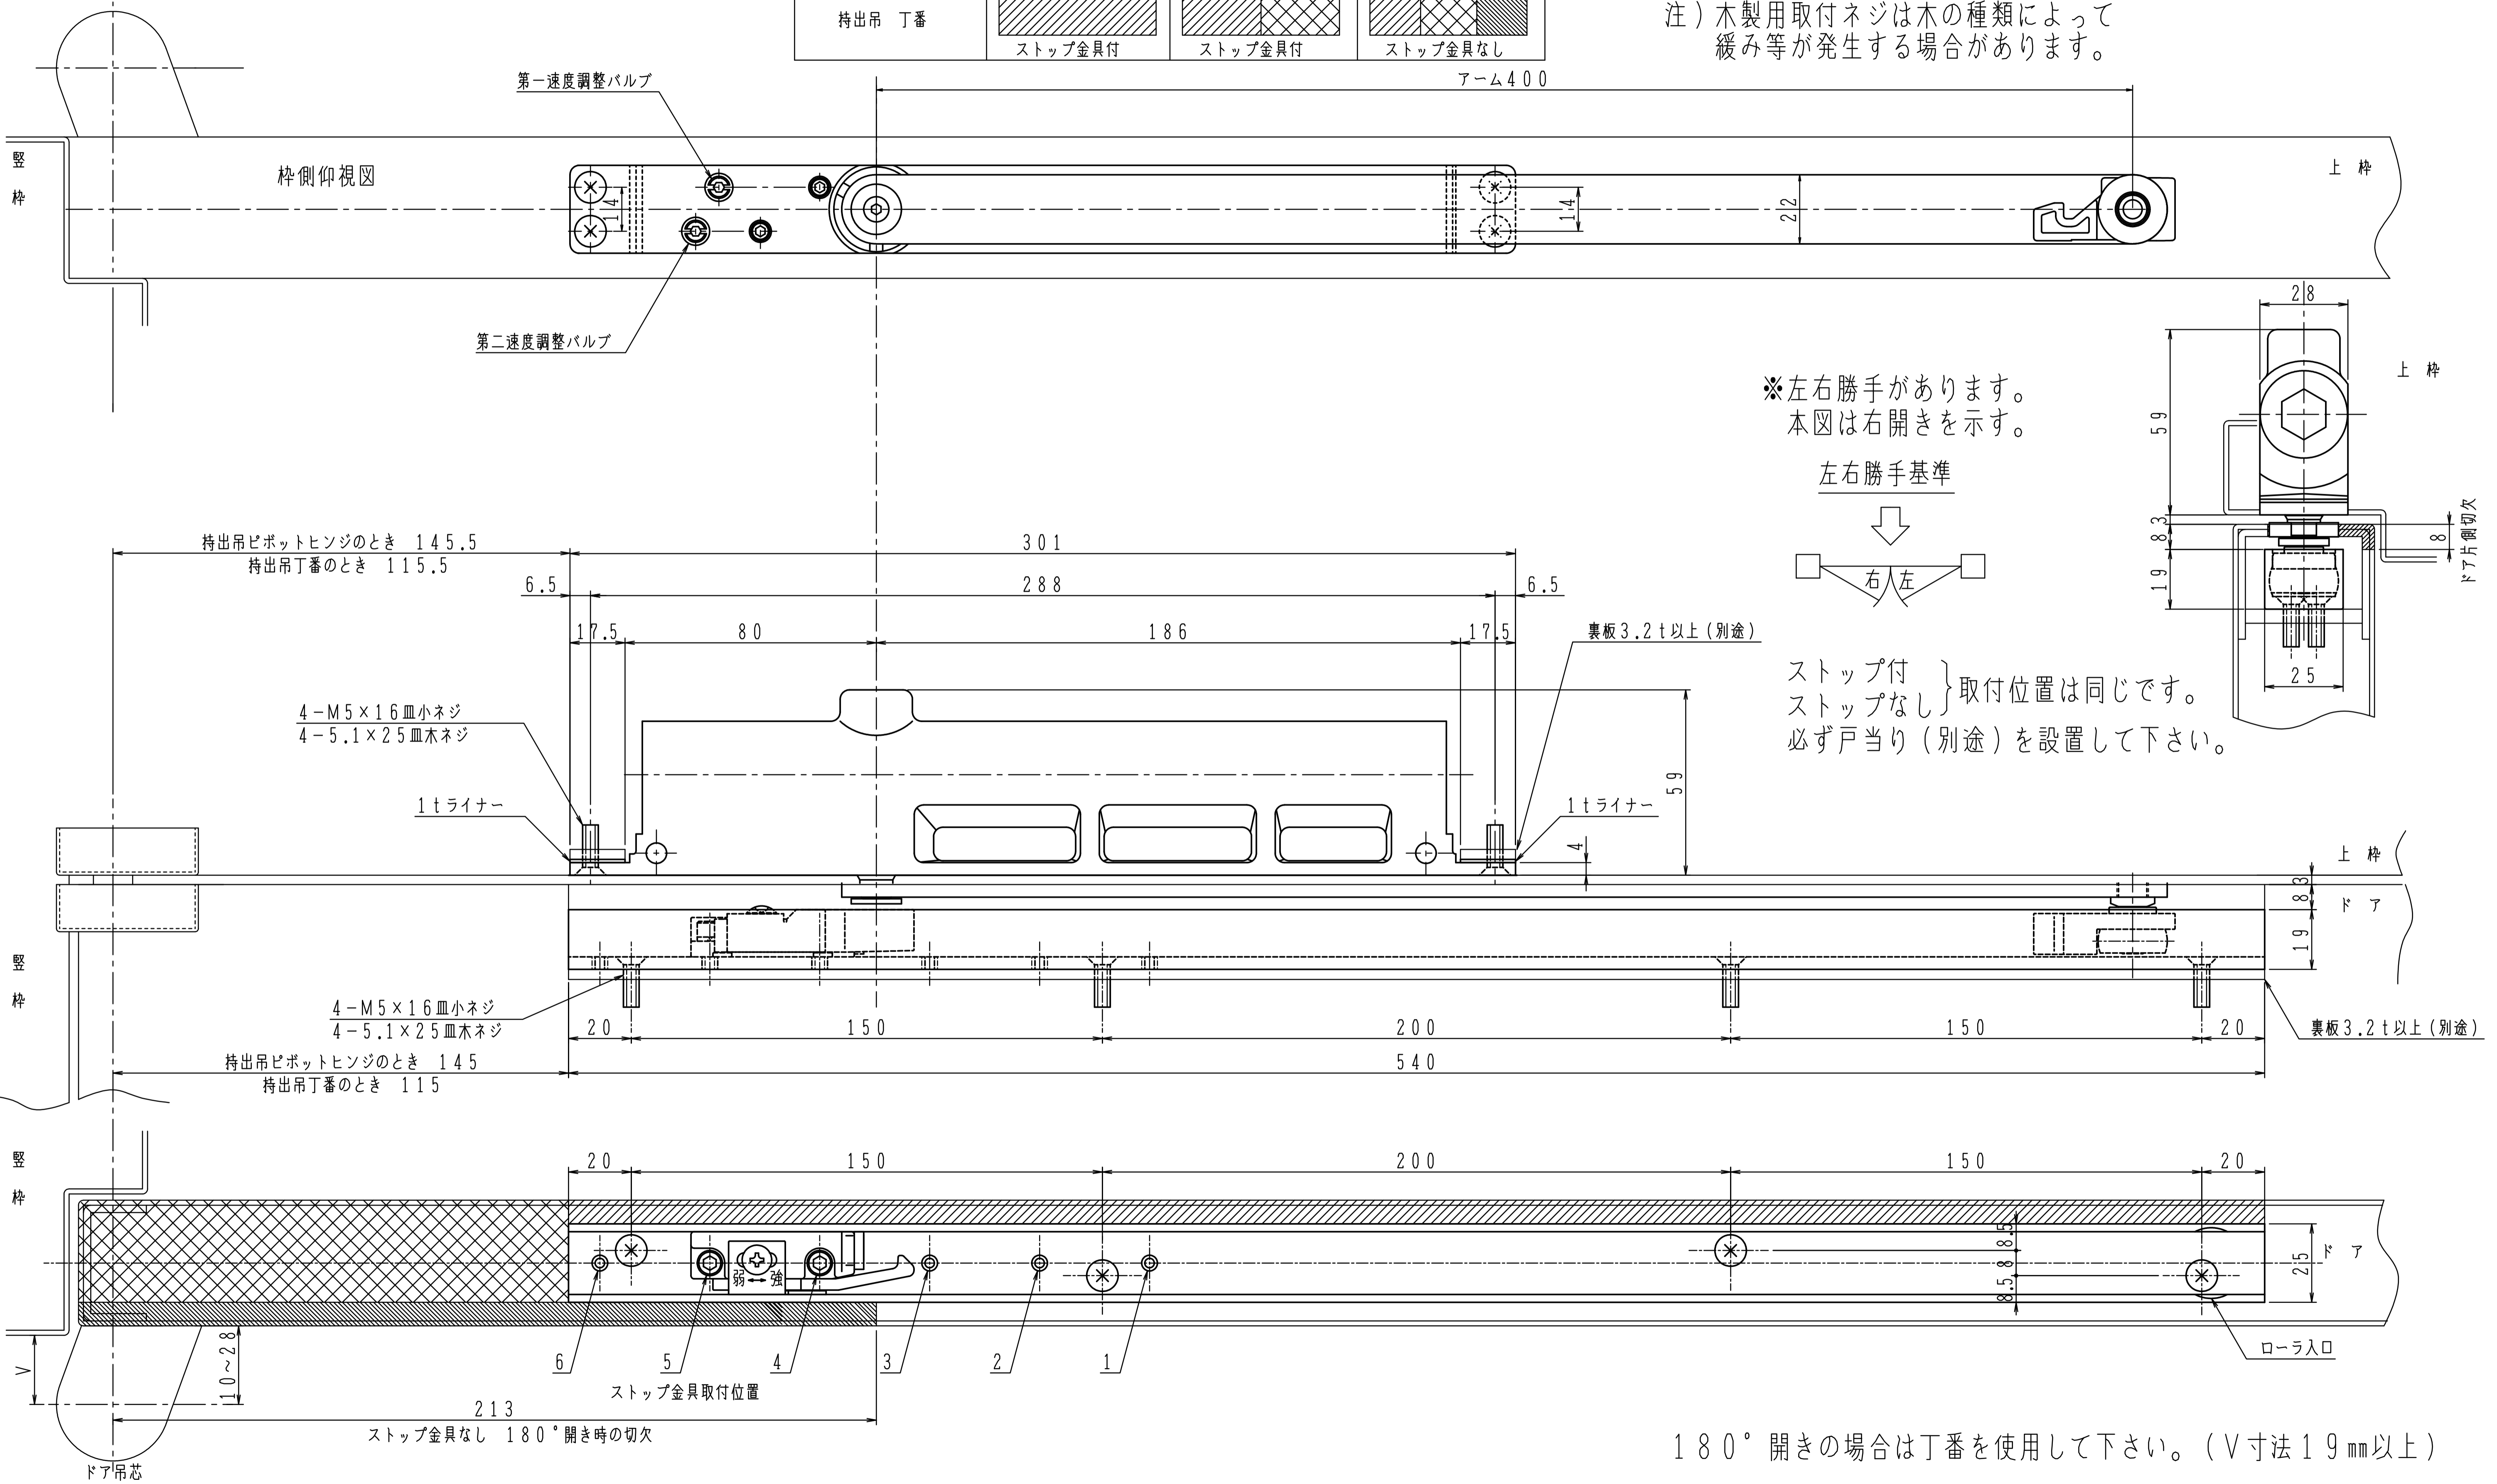 持出吊　丁番
ストップ金具付
ストップ金具付
ストップ金具なし
注）木製用取付ネジは木の種類によって
緩み等が発生する場合があります。
アーム400
第一速度調整バルブ
竪
枠
枠側仰視図
上　枠
14
14
22
第二速度調整バルブ
28
上　枠
59
※左右勝手があります。
本図は右開きを示す。
左右勝手基準
右
左
3
8
19
8
ドア片側切欠
25
持出吊ピボットヒンジのとき　145.5
持出吊丁番のとき　115.5
301
6.5
288
6.5
17.5
80
186
17.5
裏板3.2t以上(別途)
ストップ付
ストップなし
取付位置は同じです。
必ず戸当り（別途）を設置して下さい。
4−M5×16皿小ネジ
4−5.1×25皿木ネジ
1tライナー
1tライナー
59
4
上　枠
3
8
ド　ア
19
竪
枠
4−M5×16皿小ネジ
4−5.1×25皿木ネジ
20
150
200
150
20
裏板3.2t以上(別途)
持出吊ピボットヒンジのとき　145
持出吊丁番のとき　115
540
竪
枠
20
150
200
150
20
弱
強
8.5
8
8.5
25
ド　ア
V
10~28
6
5
4
3
2
1
ローラ入口
ストップ金具取付位置
213
ストップ金具なし　180°開き時の切欠
ドア吊芯
180°開きの場合は丁番を使用して下さい。（V寸法19mm以上）